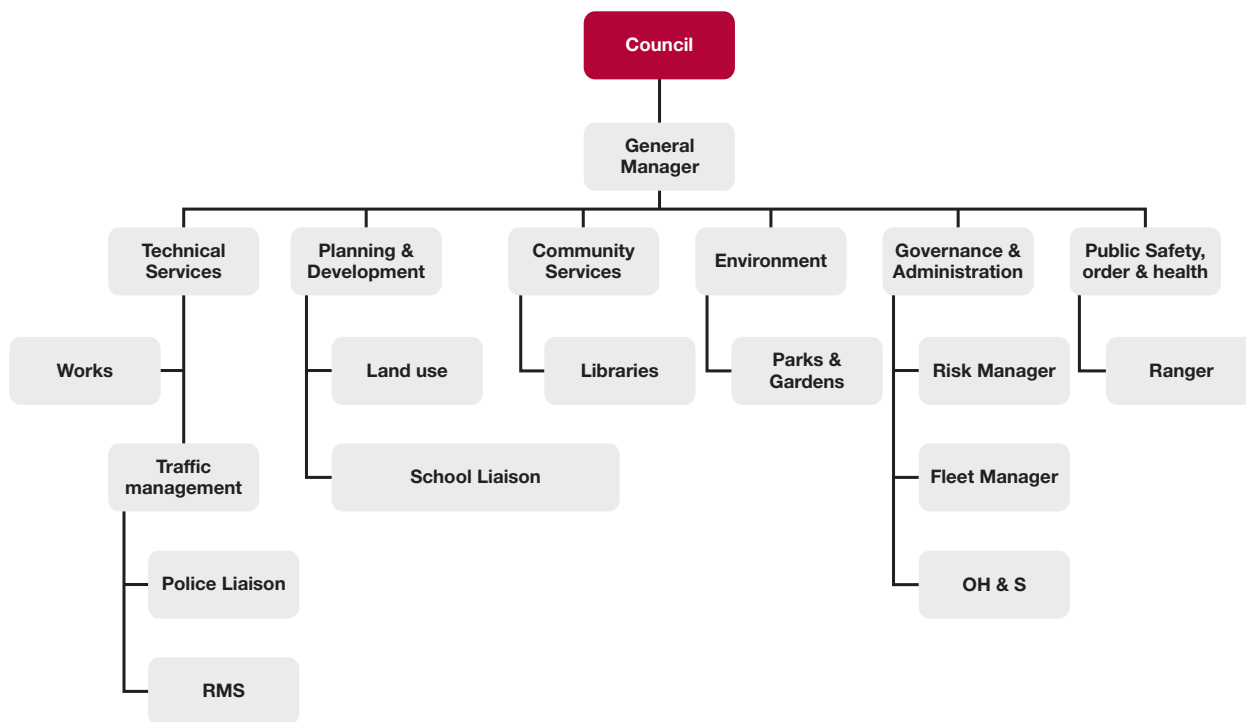 Council
General
Manager
Technical
Services
Planning &
Development
Community
Services
Environment
Governance &
Administration
Public Safety,
order & health
Works
Land use
Libraries
Parks &
Gardens
Risk Manager
Ranger
Traffic
management
School Liaison
Fleet Manager
Police Liaison
OH & S
RMS